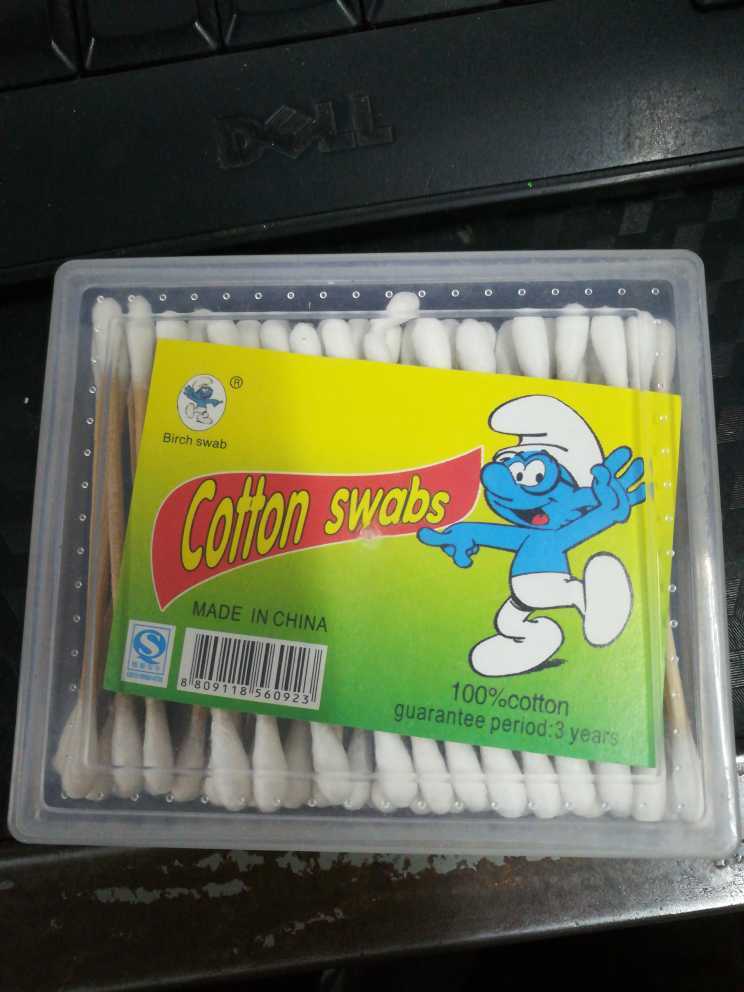 DELL
®
Birch swab
Cotton swabs
MADE IN CHINA
8 809118 560923
100%cotton
guarantee period:3 years